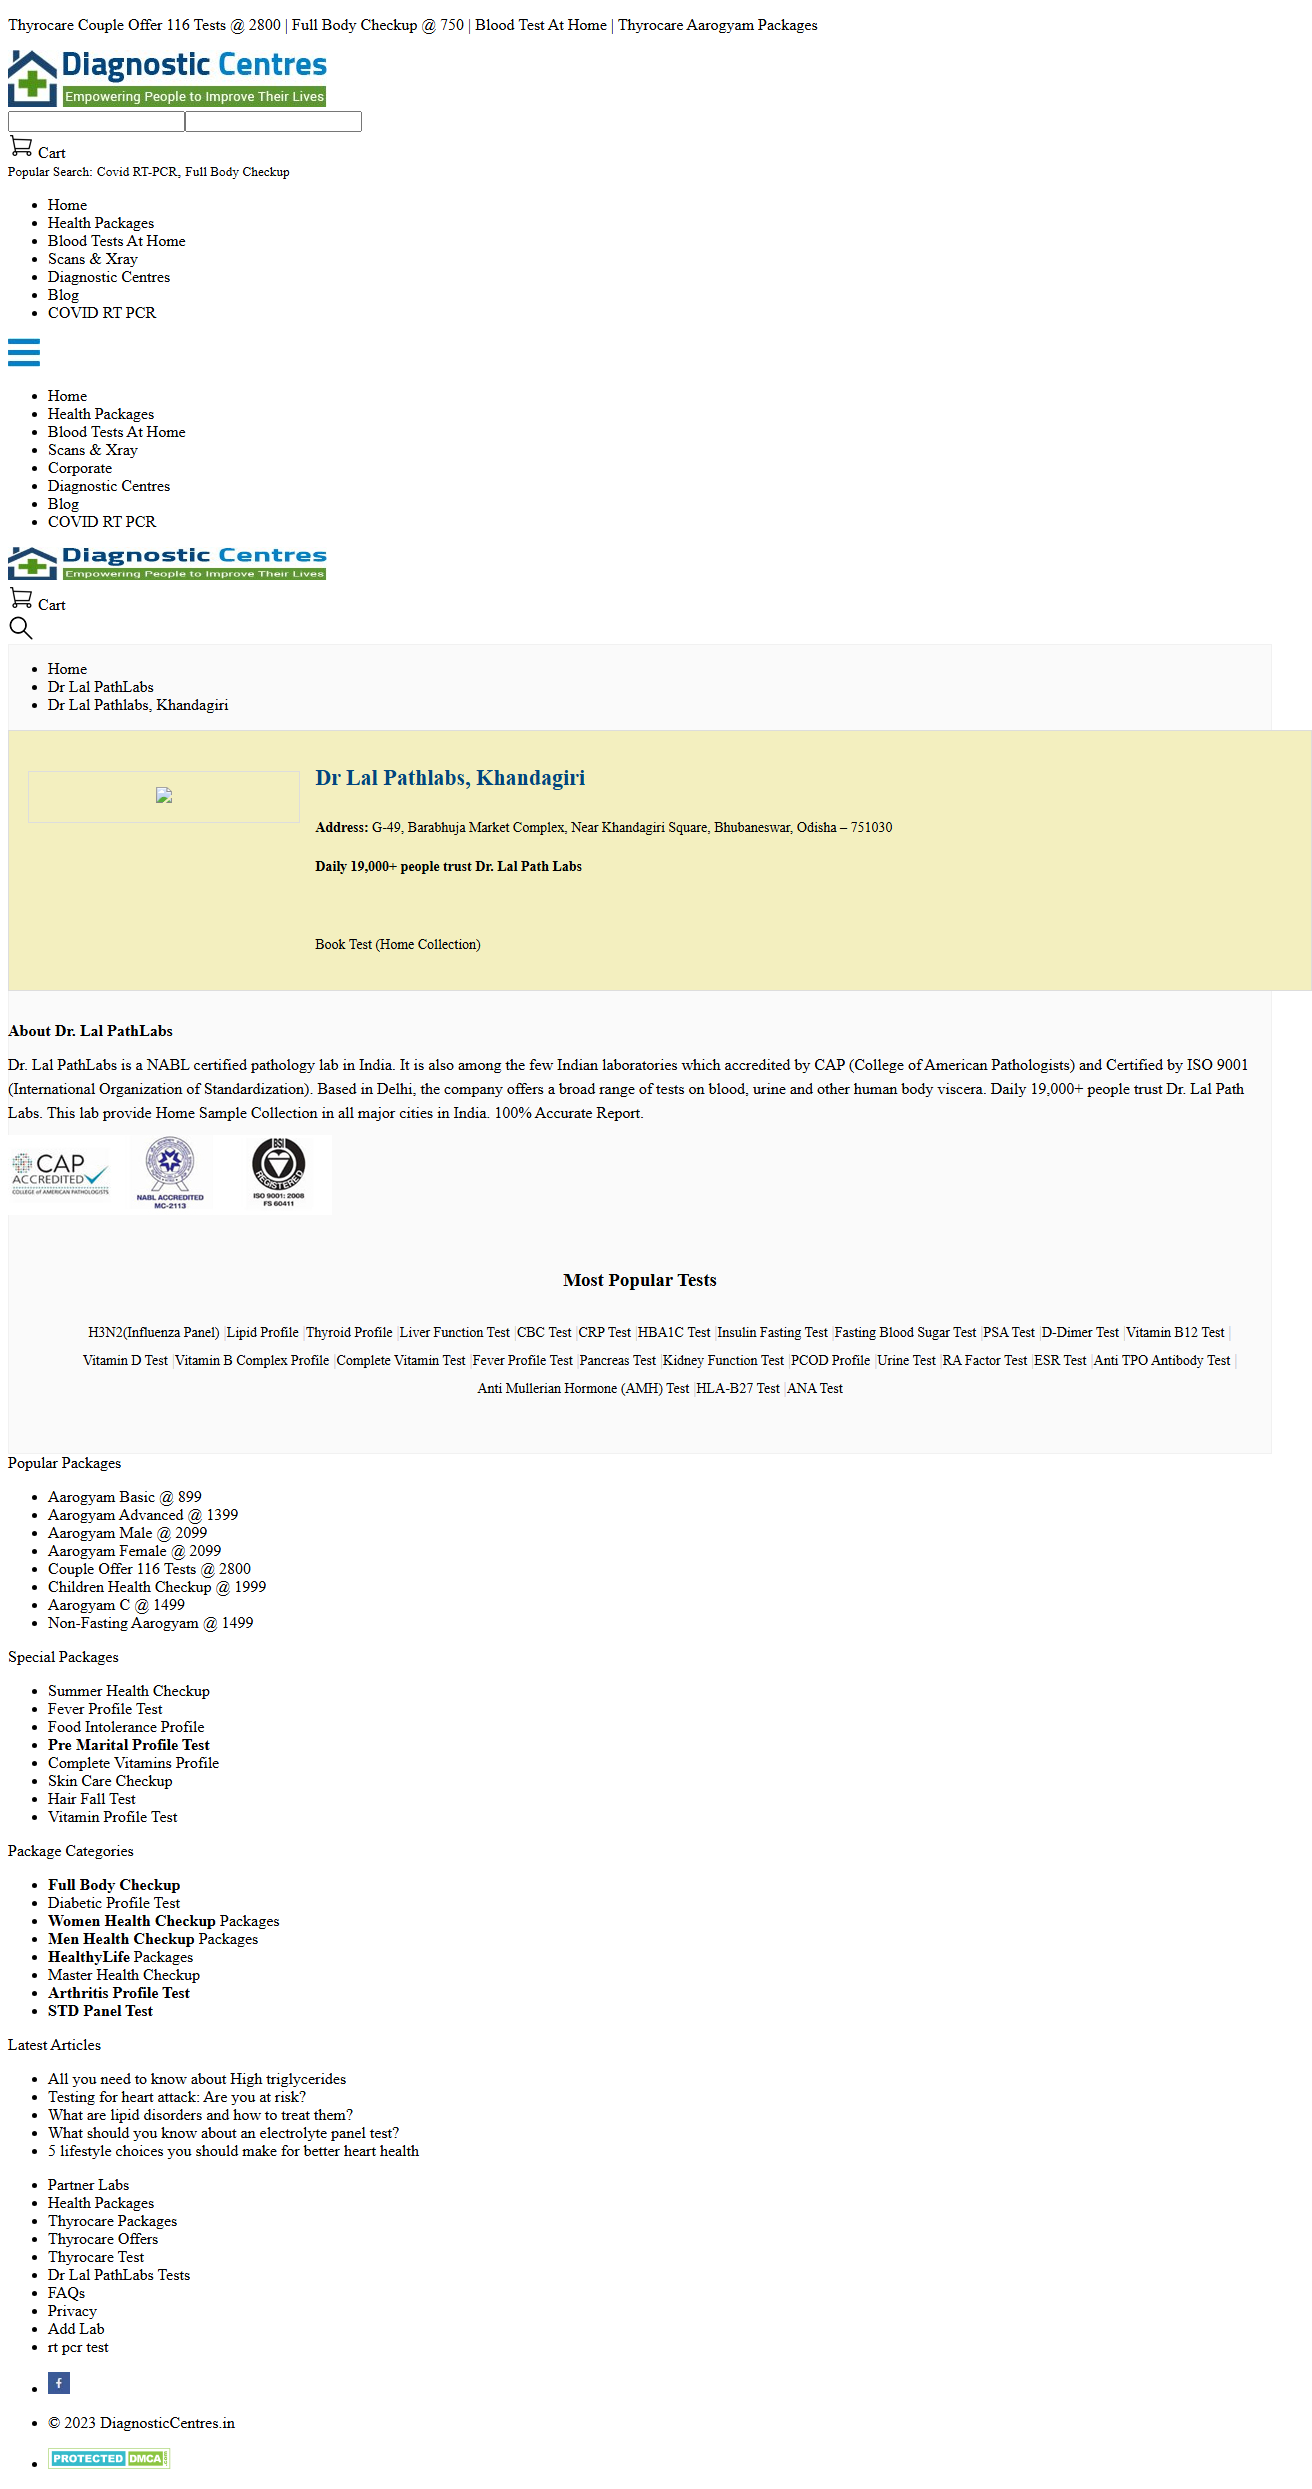 Thyrocare Couple Offer 116 Tests @ 2800 | Full Body Checkup @ 750 | Blood Test At Home | Thyrocare Aarogyam Packages
Diagnostic Centres
Empowering People to Improve Their Lives
Cart
Popular Search: Covid RT-PCR, Full Body Checkup
Home
Health Packages
Blood Tests At Home
Scans & Xray
Diagnostic Centres
Blog
COVID RT PCR
Home
Health Packages
Blood Tests At Home
Scans & Xray
Corporate
Diagnostic Centres
Blog
COVID RT PCR
Diagnostic Centres
Empowering People to Improve Their Lives
Cart
Home
Dr Lal PathLabs
Dr Lal Pathlabs, Khandagiri
Dr Lal Pathlabs, Khandagiri
Address: G-49, Barabhuja Market Complex, Near Khandagiri Square, Bhubaneswar, Odisha – 751030
Daily 19,000+ people trust Dr. Lal Path Labs
Book Test (Home Collection)
About Dr. Lal PathLabs
Dr. Lal PathLabs is a NABL certified pathology lab in India. It is also among the few Indian laboratories which accredited by CAP (College of American Pathologists) and Certified by ISO 9001
(International Organization of Standardization). Based in Delhi, the company offers a broad range of tests on blood, urine and other human body viscera. Daily 19,000+ people trust Dr. Lal Path
Labs. This lab provide Home Sample Collection in all major cities in India. 100% Accurate Report.
CAP
ACCREDITED
COLLEGE of AMERICAN PATHOLOGISTS
NABL ACCREDITED
MC-2113
BSI
REGISTERED
ISO 9001: 2008
FS 60411
Most Popular Tests
H3N2(Influenza Panel) |Lipid Profile |Thyroid Profile |Liver Function Test |CBC Test |CRP Test |HBA1C Test |Insulin Fasting Test |Fasting Blood Sugar Test |PSA Test |D-Dimer Test |Vitamin B12 Test |
Vitamin D Test |Vitamin B Complex Profile |Complete Vitamin Test |Fever Profile Test |Pancreas Test |Kidney Function Test |PCOD Profile |Urine Test |RA Factor Test |ESR Test |Anti TPO Antibody Test |
Anti Mullerian Hormone (AMH) Test |HLA-B27 Test |ANA Test
Popular Packages
Aarogyam Basic @ 899
Aarogyam Advanced @ 1399
Aarogyam Male @ 2099
Aarogyam Female @ 2099
Couple Offer 116 Tests @ 2800
Children Health Checkup @ 1999
Aarogyam C @ 1499
Non-Fasting Aarogyam @ 1499
Special Packages
Summer Health Checkup
Fever Profile Test
Food Intolerance Profile
Pre Marital Profile Test
Complete Vitamins Profile
Skin Care Checkup
Hair Fall Test
Vitamin Profile Test
Package Categories
Full Body Checkup
Diabetic Profile Test
Women Health Checkup Packages
Men Health Checkup Packages
HealthyLife Packages
Master Health Checkup
Arthritis Profile Test
STD Panel Test
Latest Articles
All you need to know about High triglycerides
Testing for heart attack: Are you at risk?
What are lipid disorders and how to treat them?
What should you know about an electrolyte panel test?
5 lifestyle choices you should make for better heart health
Partner Labs
Health Packages
Thyrocare Packages
Thyrocare Offers
Thyrocare Test
Dr Lal PathLabs Tests
FAQs
Privacy
Add Lab
rt pcr test
f
© 2023 DiagnosticCentres.in
PROTECTED DMCA